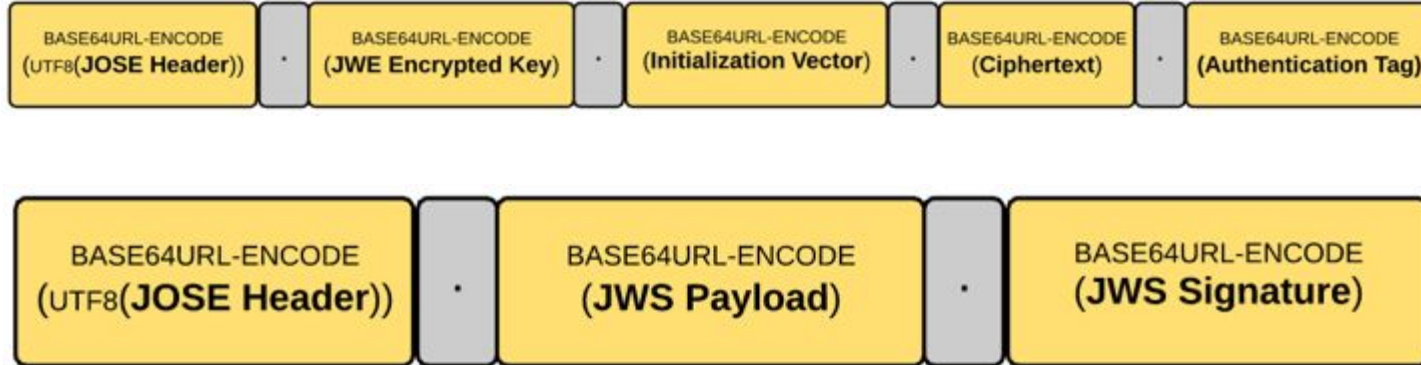 BASE64URL-ENCODE
(UTF8(JOSE Header))
.
BASE64URL-ENCODE
(JWE Encrypted Key)
.
BASE64URL-ENCODE
(Initialization Vector)
.
BASE64URL-ENCODE
(Ciphertext)
.
BASE64URL-ENCODE
(Authentication Tag)
BASE64URL-ENCODE
(UTF8(JOSE Header))
.
BASE64URL-ENCODE
(JWS Payload)
.
BASE64URL-ENCODE
(JWS Signature)